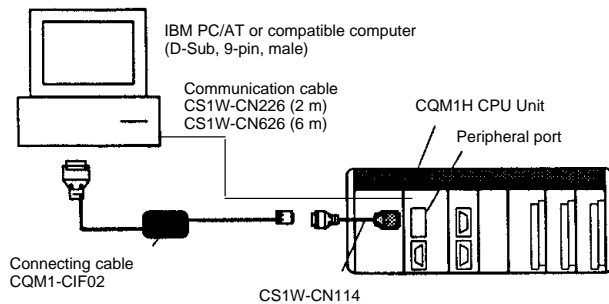 IBM PC/AT or compatible computer
(D-Sub, 9-pin, male)
Communication cable
CS1W-CN226 (2 m)
CS1W-CN626 (6 m)
CQM1H CPU Unit
Peripheral port
Connecting cable
CQM1-CIF02
CS1W-CN114